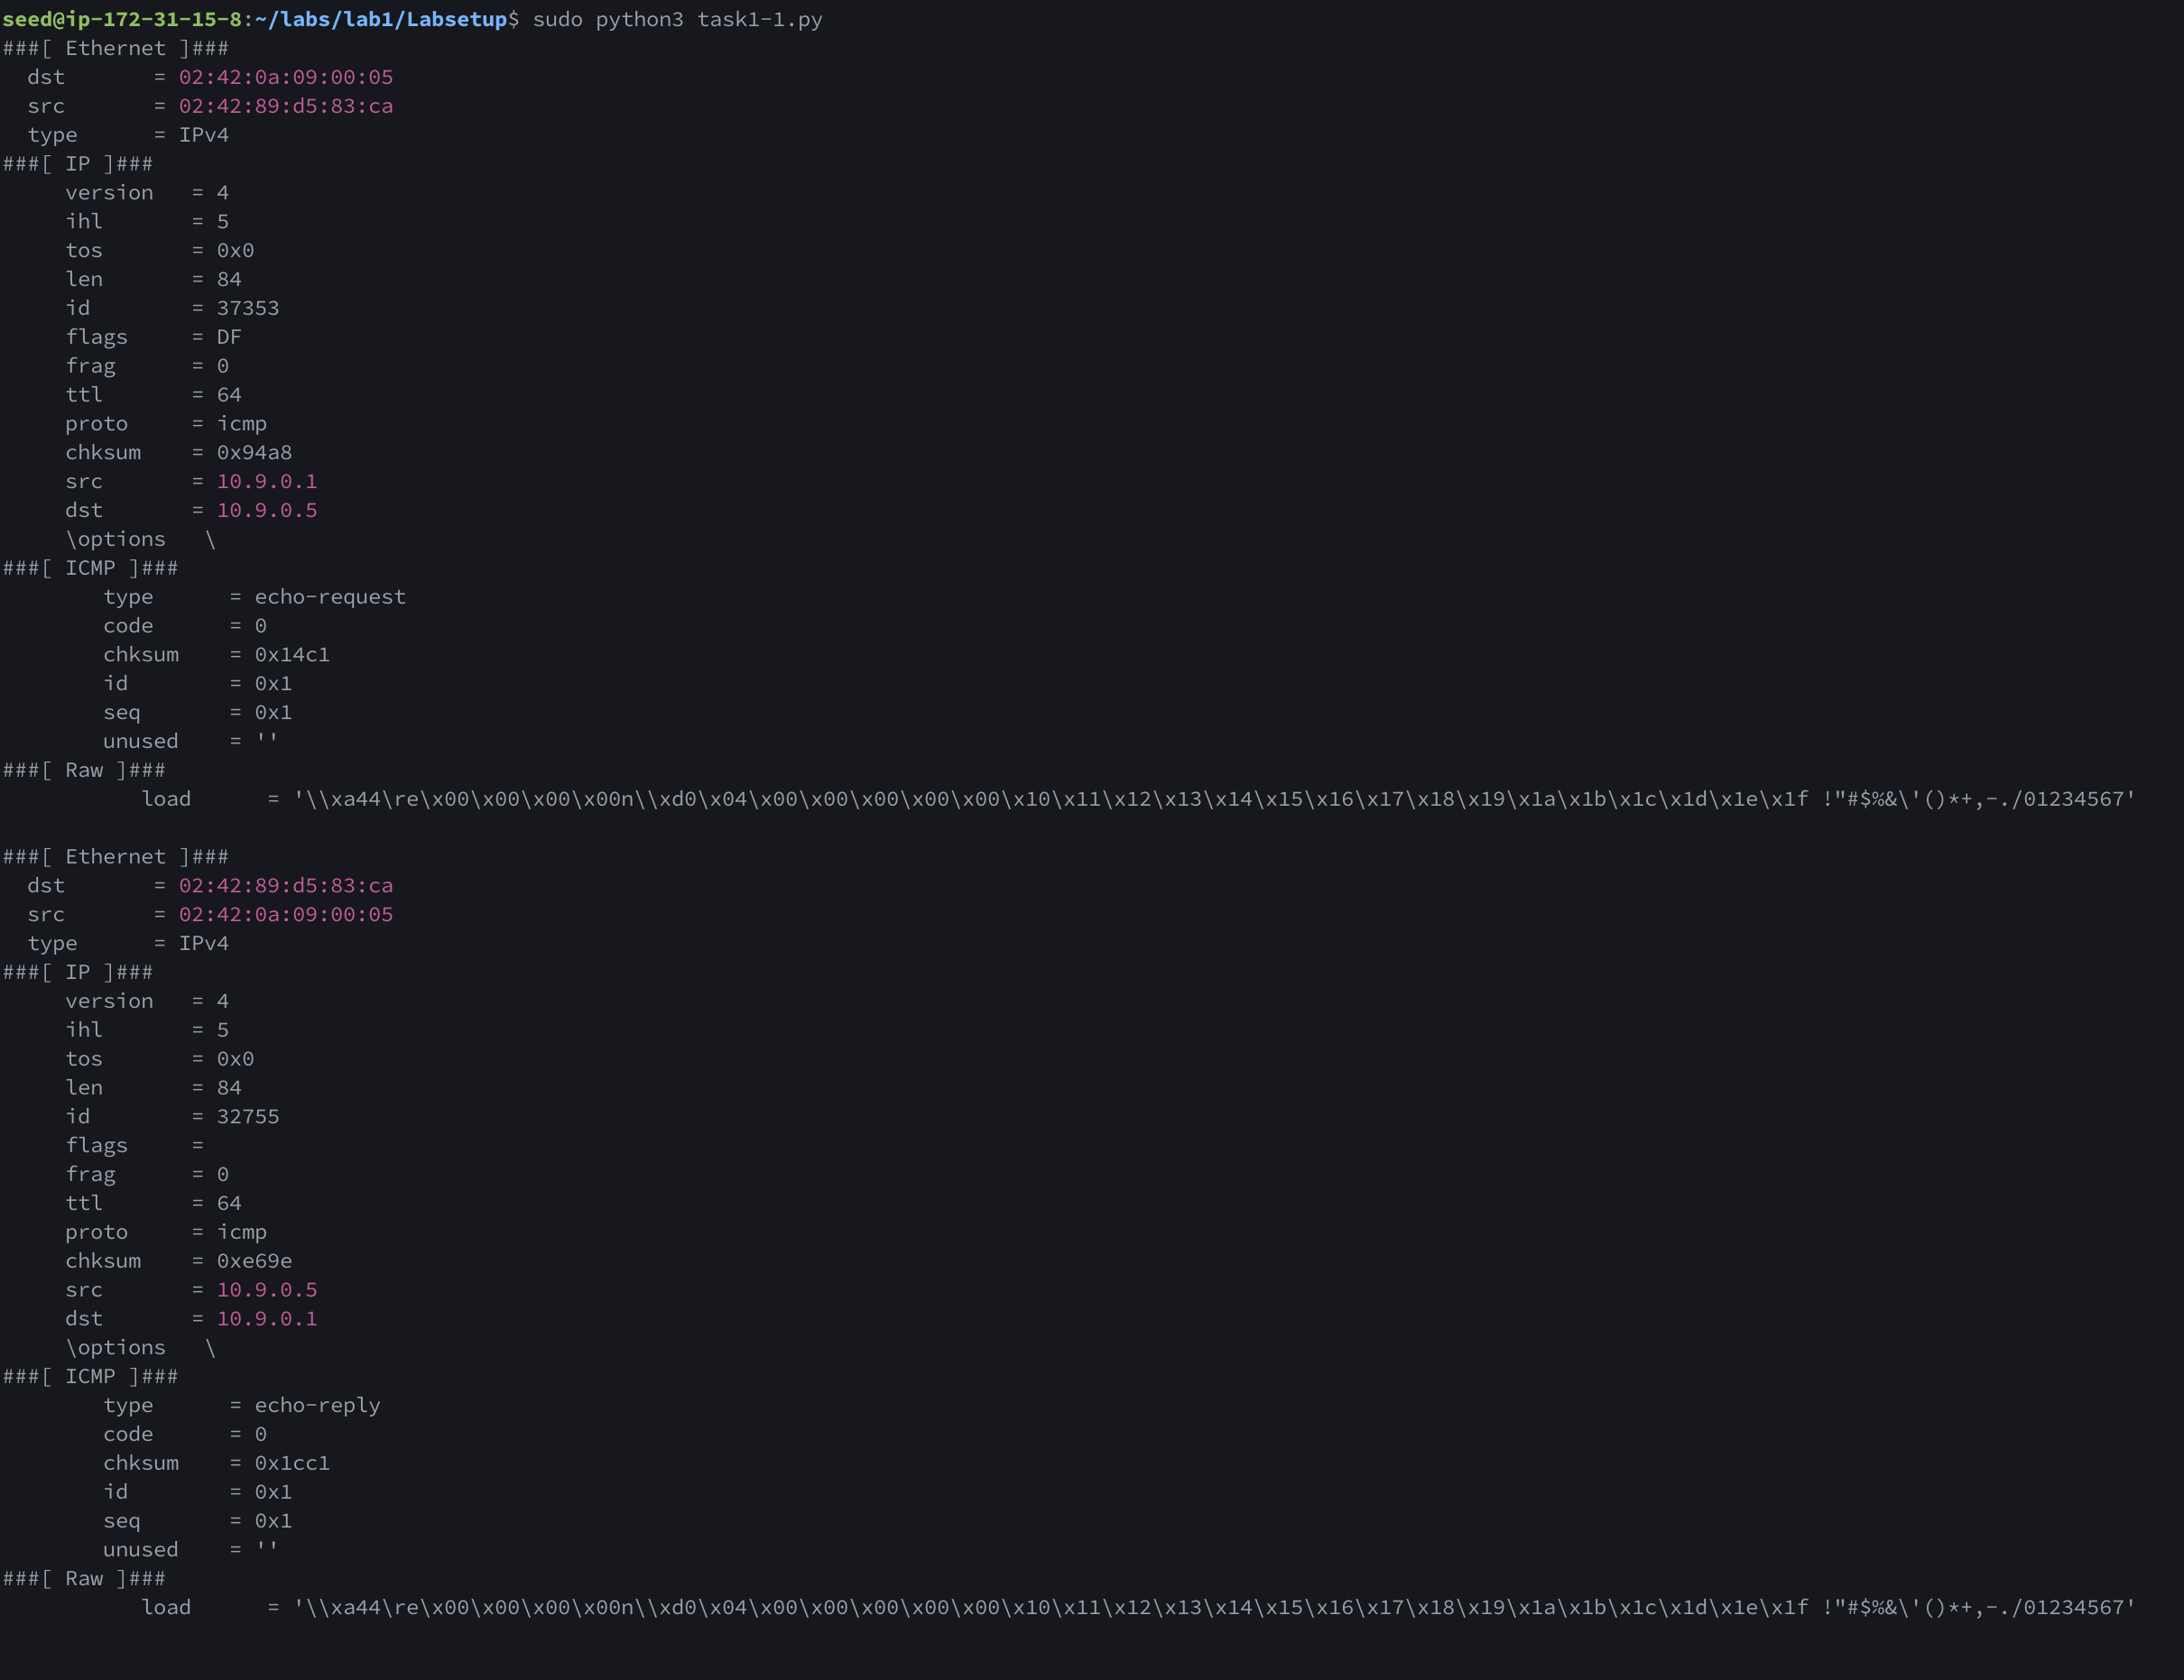 seed@ip-172-31-15-8:~/labs/lab1/Labsetup$ sudo python3 task1-1.py
###[ Ethernet ]###
  dst       = 02:42:0a:09:00:05
  src       = 02:42:89:d5:83:ca
  type      = IPv4
###[ IP ]###
     version   = 4
     ihl       = 5
     tos       = 0x0
     len       = 84
     id        = 37353
     flags     = DF
     frag      = 0
     ttl       = 64
     proto     = icmp
     chksum    = 0x94a8
     src       = 10.9.0.1
     dst       = 10.9.0.5
     \options   \
###[ ICMP ]###
        type      = echo-request
        code      = 0
        chksum    = 0x14c1
        id        = 0x1
        seq       = 0x1
        unused    = ''
###[ Raw ]###
           load      = '\\xa44\re\x00\x00\x00\x00n\\xd0\x04\x00\x00\x00\x00\x00\x10\x11\x12\x13\x14\x15\x16\x17\x18\x19\x1a\x1b\x1c\x1d\x1e\x1f !"#$%&\'()*+,-./01234567'

###[ Ethernet ]###
  dst       = 02:42:89:d5:83:ca
  src       = 02:42:0a:09:00:05
  type      = IPv4
###[ IP ]###
     version   = 4
     ihl       = 5
     tos       = 0x0
     len       = 84
     id        = 32755
     flags     =
     frag      = 0
     ttl       = 64
     proto     = icmp
     chksum    = 0xe69e
     src       = 10.9.0.5
     dst       = 10.9.0.1
     \options   \
###[ ICMP ]###
        type      = echo-reply
        code      = 0
        chksum    = 0x1cc1
        id        = 0x1
        seq       = 0x1
        unused    = ''
###[ Raw ]###
           load      = '\\xa44\re\x00\x00\x00\x00n\\xd0\x04\x00\x00\x00\x00\x00\x10\x11\x12\x13\x14\x15\x16\x17\x18\x19\x1a\x1b\x1c\x1d\x1e\x1f !"#$%&\'()*+,-./01234567'